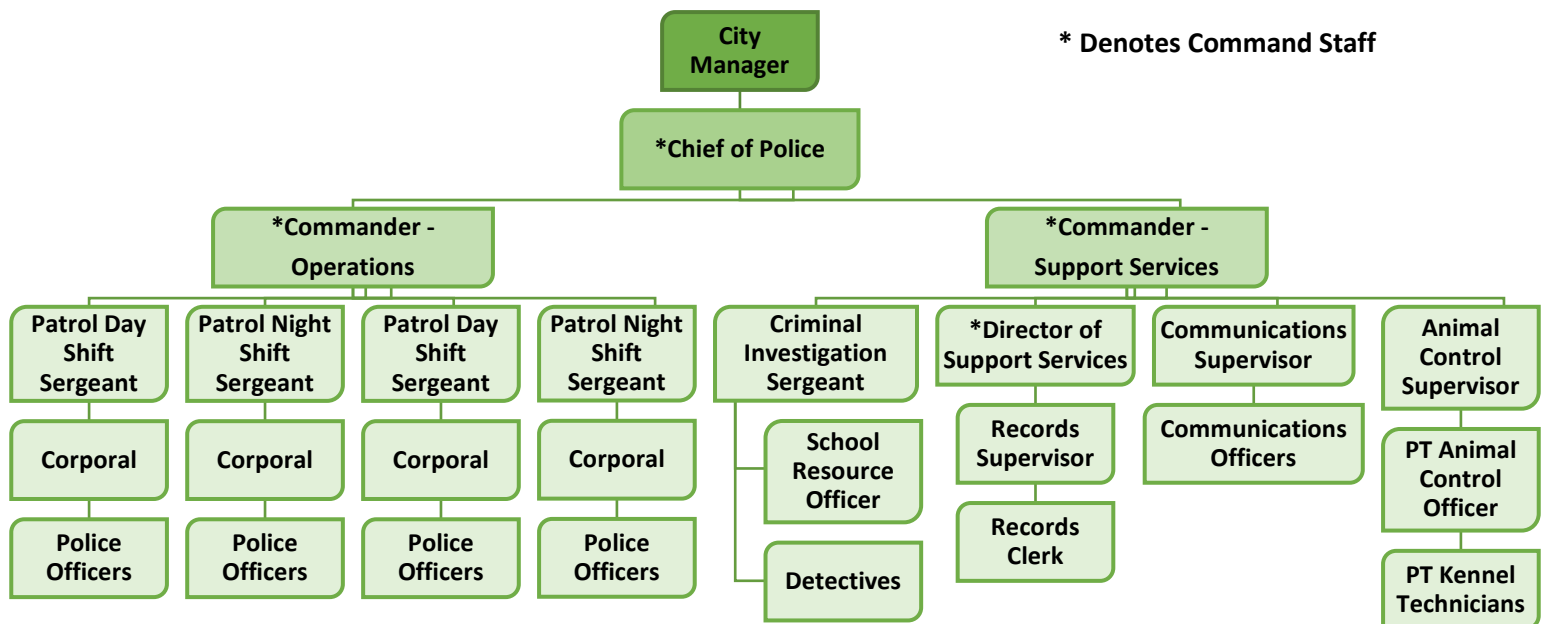 City
Manager
* Denotes Command Staff
*Chief of Police
*Commander -
Operations
*Commander -
Support Services
Patrol Day
Shift
Sergeant
Patrol Night
Shift
Sergeant
Patrol Day
Shift
Sergeant
Patrol Night
Shift
Sergeant
Criminal
Investigation
Sergeant
*Director of
Support Services
Communications
Supervisor
Animal
Control
Supervisor
Corporal
Corporal
Corporal
Corporal
School
Resource
Officer
Records
Supervisor
Communications
Officers
PT Animal
Control
Officer
Police
Officers
Police
Officers
Police
Officers
Police
Officers
Detectives
Records
Clerk
PT Kennel
Technicians